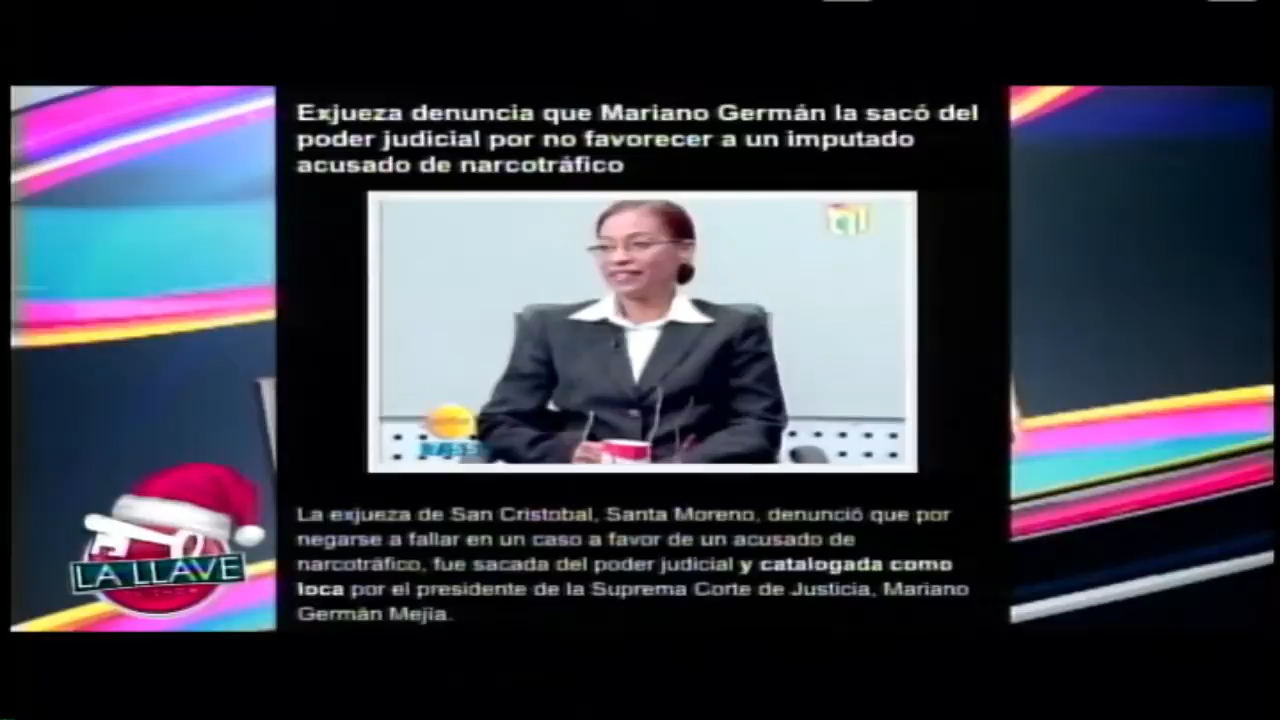 Exjueza denuncia que Mariano Germán la sacó del
poder judicial por no favorecer a un imputado
acusado de narcotráfico
La exjueza de San Cristobal, Santa Moreno, denunció que por
negarse a fallar en un caso a favor de un acusado de
narcotráfico, fue sacada del poder judicial y catalogada como
loca por el presidente de la Suprema Corte de Justicia, Mariano
Germán Mejía.
LA LLAVE